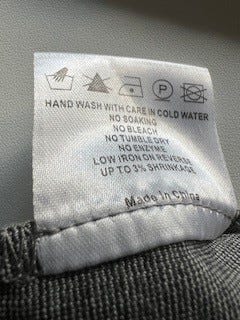 P
HAND WASH WITH CARE IN COLD WATER
NO SOAKING
NO BLEACH
NO TUMBLE DRY
NO ENZYME
LOW IRON ON REVERSE
UP TO 3% SHRINKAGE
Made in China